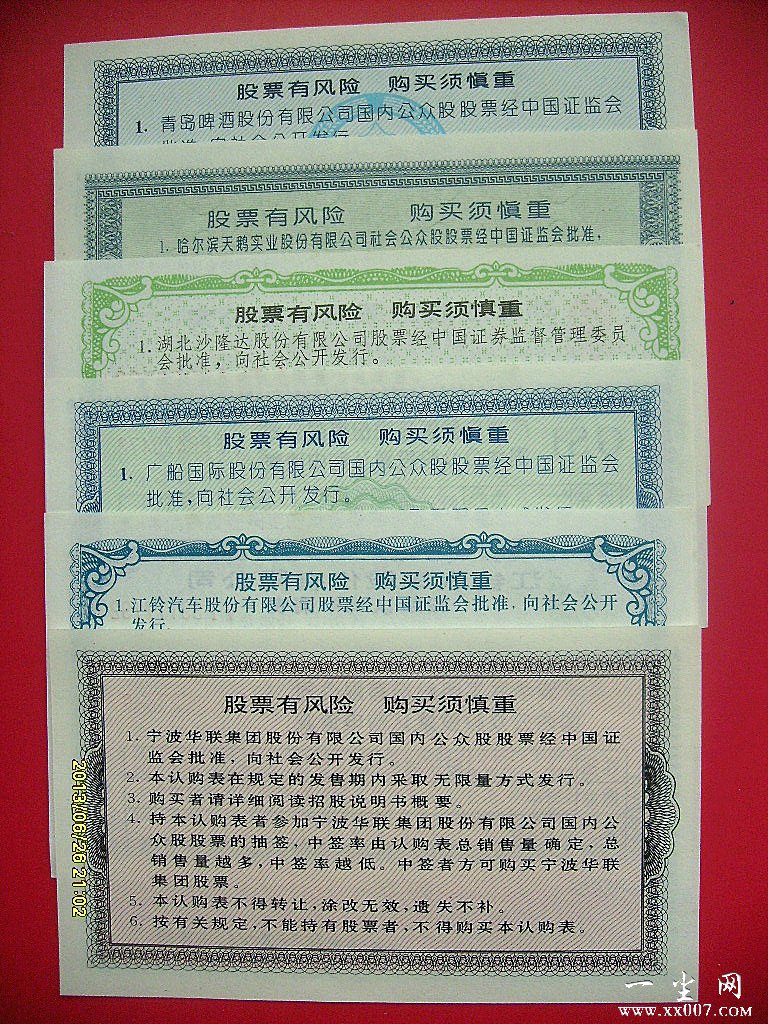 股票有风险 购买须慎重
1. 青岛啤酒股份有限公司国内公众股股票经中国证监会
批准,向社会公开发行
股票有风险 购买须慎重
1. 哈尔滨天鹅实业股份有限公司社会公众股股票经中国证监会批准,
股票有风险 购买须慎重
1. 湖北沙隆达股份有限公司股票经中国证券监督管理委员
会批准，向社会公开发行。
股票有风险 购买须慎重
1. 广船国际股份有限公司国内公众股股票经中国证监会
批准,向社会公开发行。
股票有风险 购买须慎重
1.江铃汽车股份有限公司股票经中国证监会批准,向社会公开
发行。
股票有风险 购买须慎重
1. 宁波华联集团股份有限公司国内公众股股票经中国证
监会批准，向社会公开发行。
2. 本认购表在规定的发售期内采取无限量方式发行。
3. 购买者请详细阅读招股说明书概要。
4. 持本认购表者参加宁波华联集团股份有限公司国内公
众股股票的抽签，中签率由认购表总销售量确定，总
销售量越多，中签率越低。中签者方可购买宁波华联
集团股票。
5. 本认购表不得转让，涂改无效，遗失不补。
6. 按有关规定，不能持有股票者，不得购买本认购表。
2013/06/26 21:02
一尘网
www.xx007.com